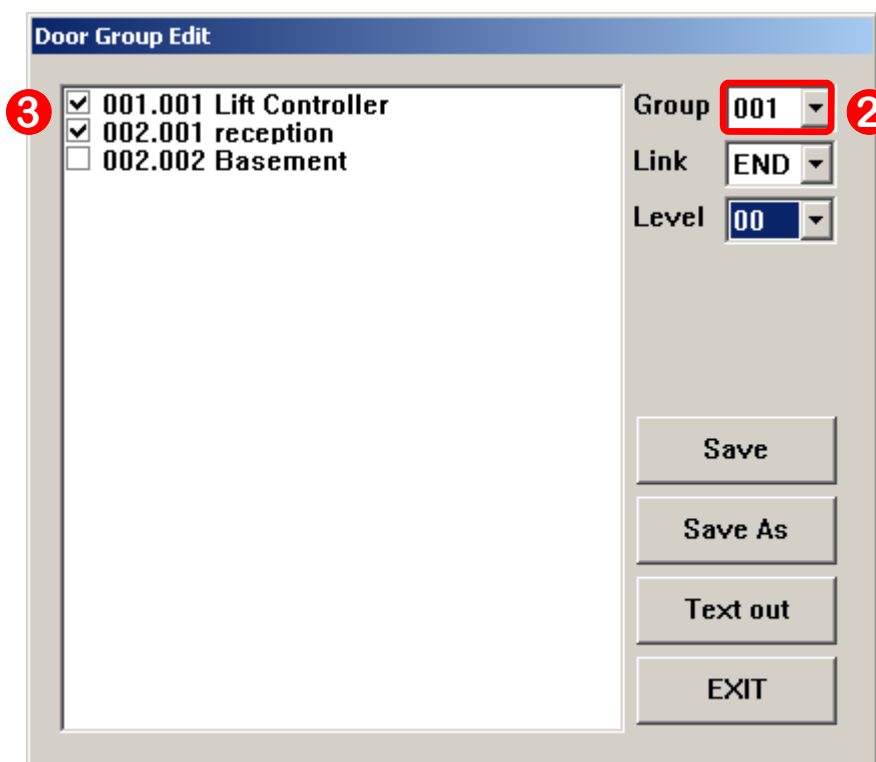 Door Group Edit
3 001.001 Lift Controller
002.001 reception
002.002 Basement
Group 001 2
Link END
Level 00
Save
Save As
Text out
EXIT